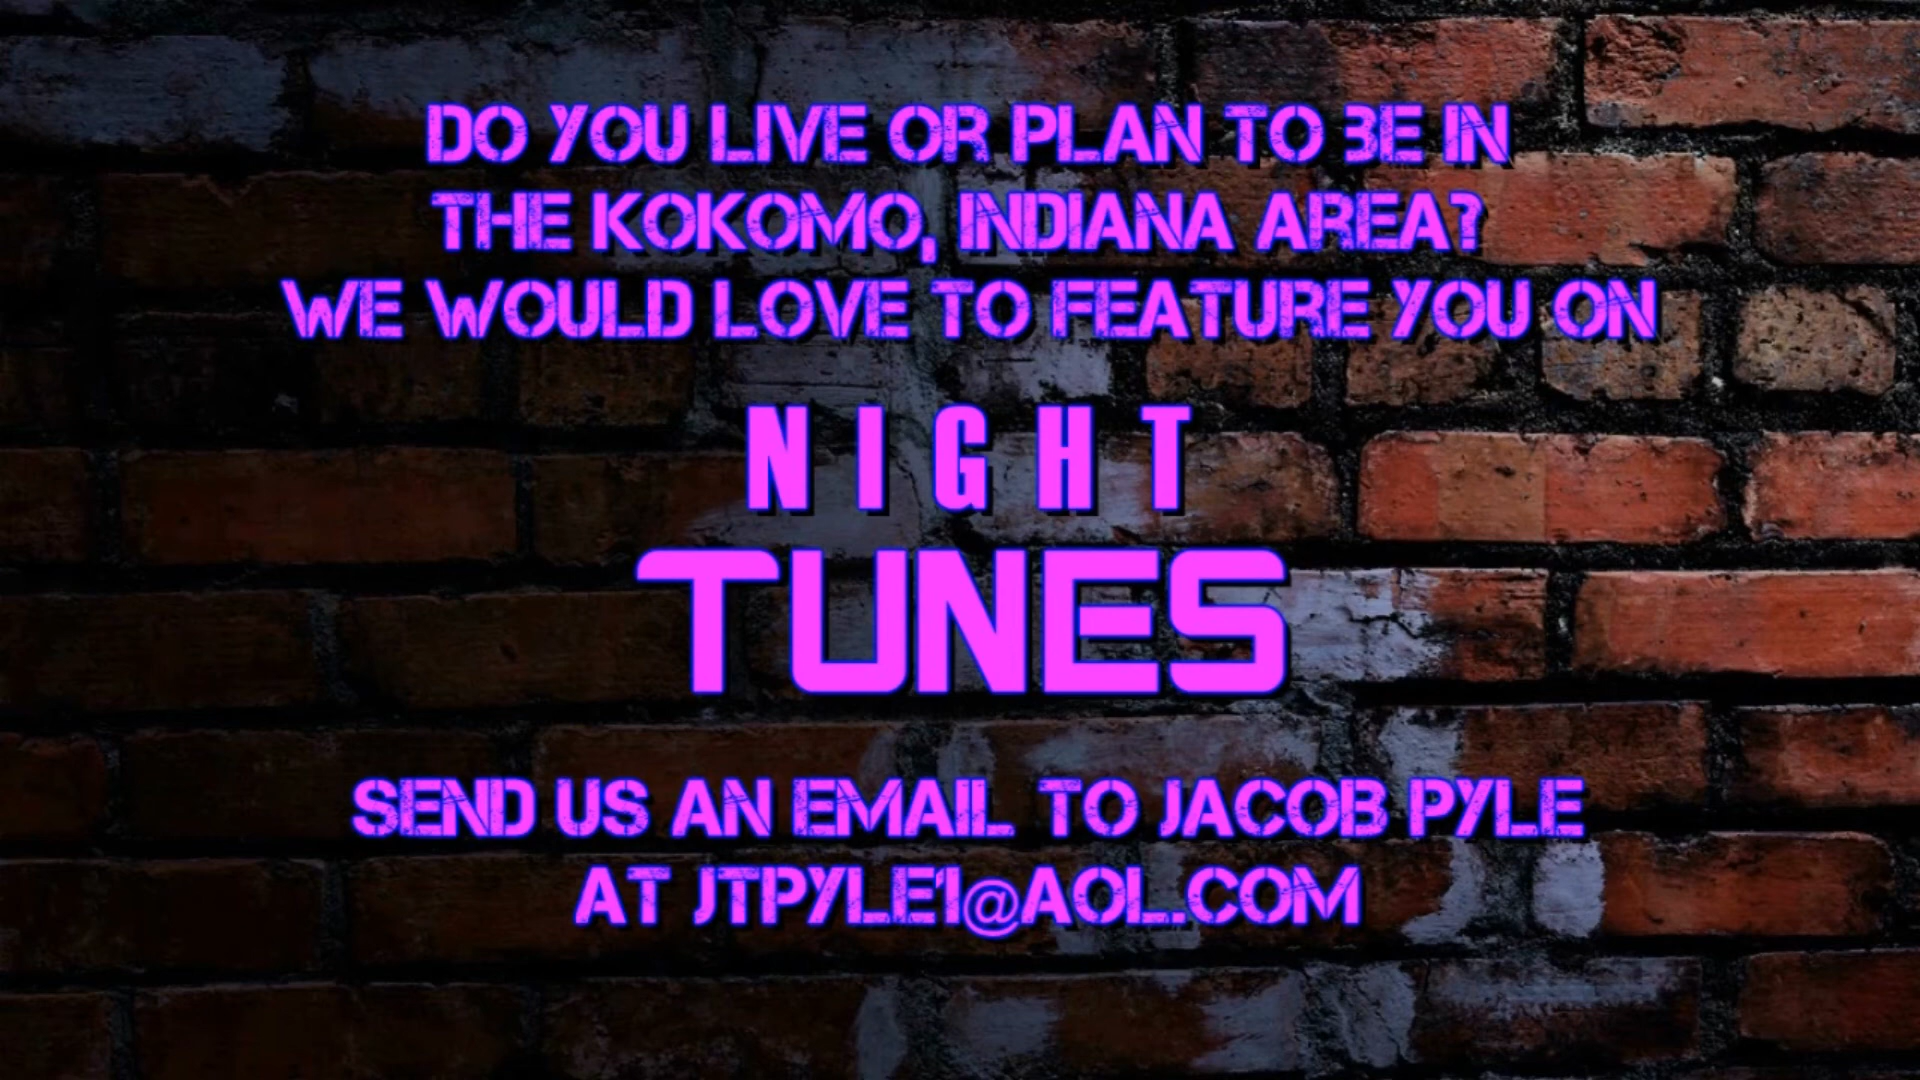 DO YOU LIVE OR PLAN TO BE IN
THE KOKOMO, INDIANA AREA?
WE WOULD LOVE TO FEATURE YOU ON
NIGHT
TUNES
SEND US AN EMAIL TO JACOB PYLE
AT JTPYLE1@AOL.COM